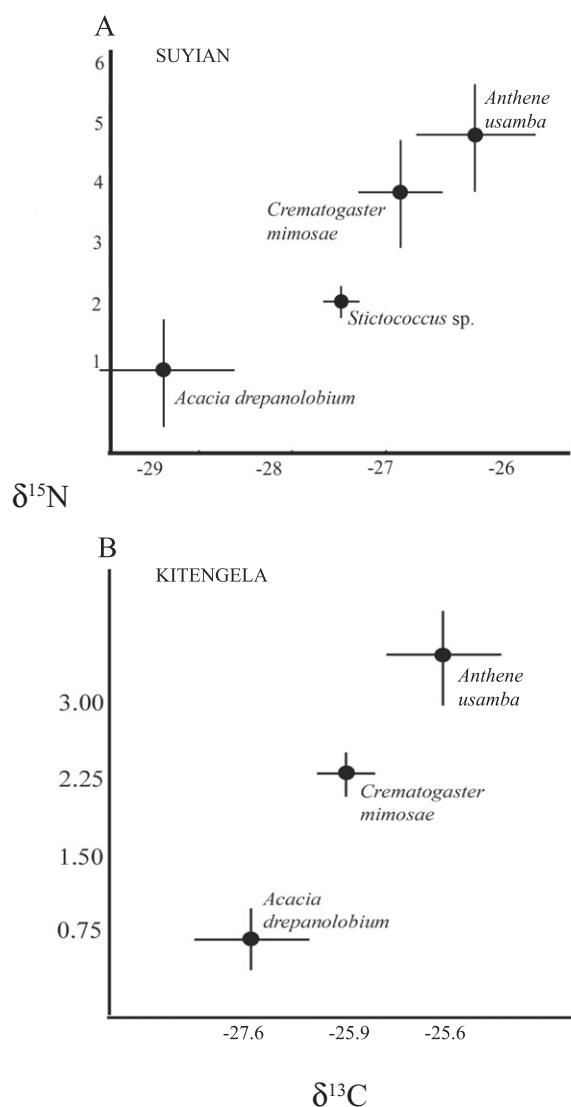 A
SUYIAN
6
5
4
3
2
1
Anthene
usamba
Crematogaster
mimosae
Stictococcus sp.
Acacia drepanolobium
-29 -28 -27 -26
δ¹⁵N
B
KITENGELA
3.00
2.25
1.50
0.75
Anthene
usamba
Crematogaster
mimosae
Acacia
drepanolobium
-27.6 -25.9 -25.6
δ¹³C